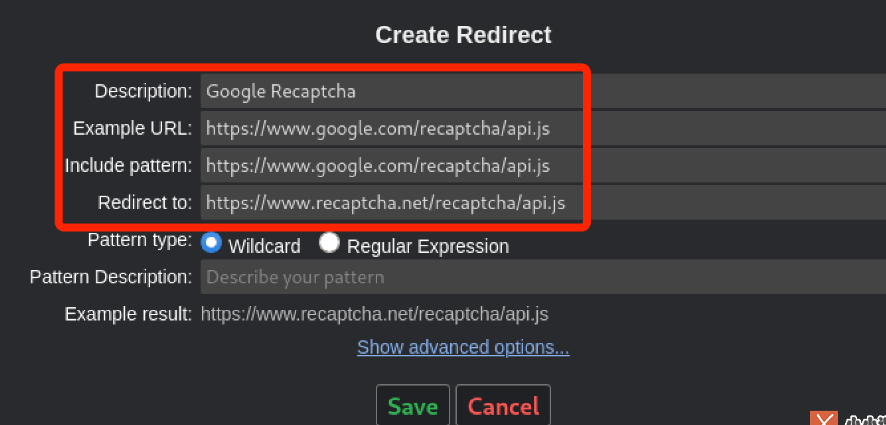 Create Redirect
Description: Google Recaptcha
Example URL: https://www.google.com/recaptcha/api.js
Include pattern: https://www.google.com/recaptcha/api.js
Redirect to: https://www.recaptcha.net/recaptcha/api.js
Pattern type: Wildcard Regular Expression
Pattern Description: Describe your pattern
Example result: https://www.recaptcha.net/recaptcha/api.js
Show advanced options...
Save Cancel